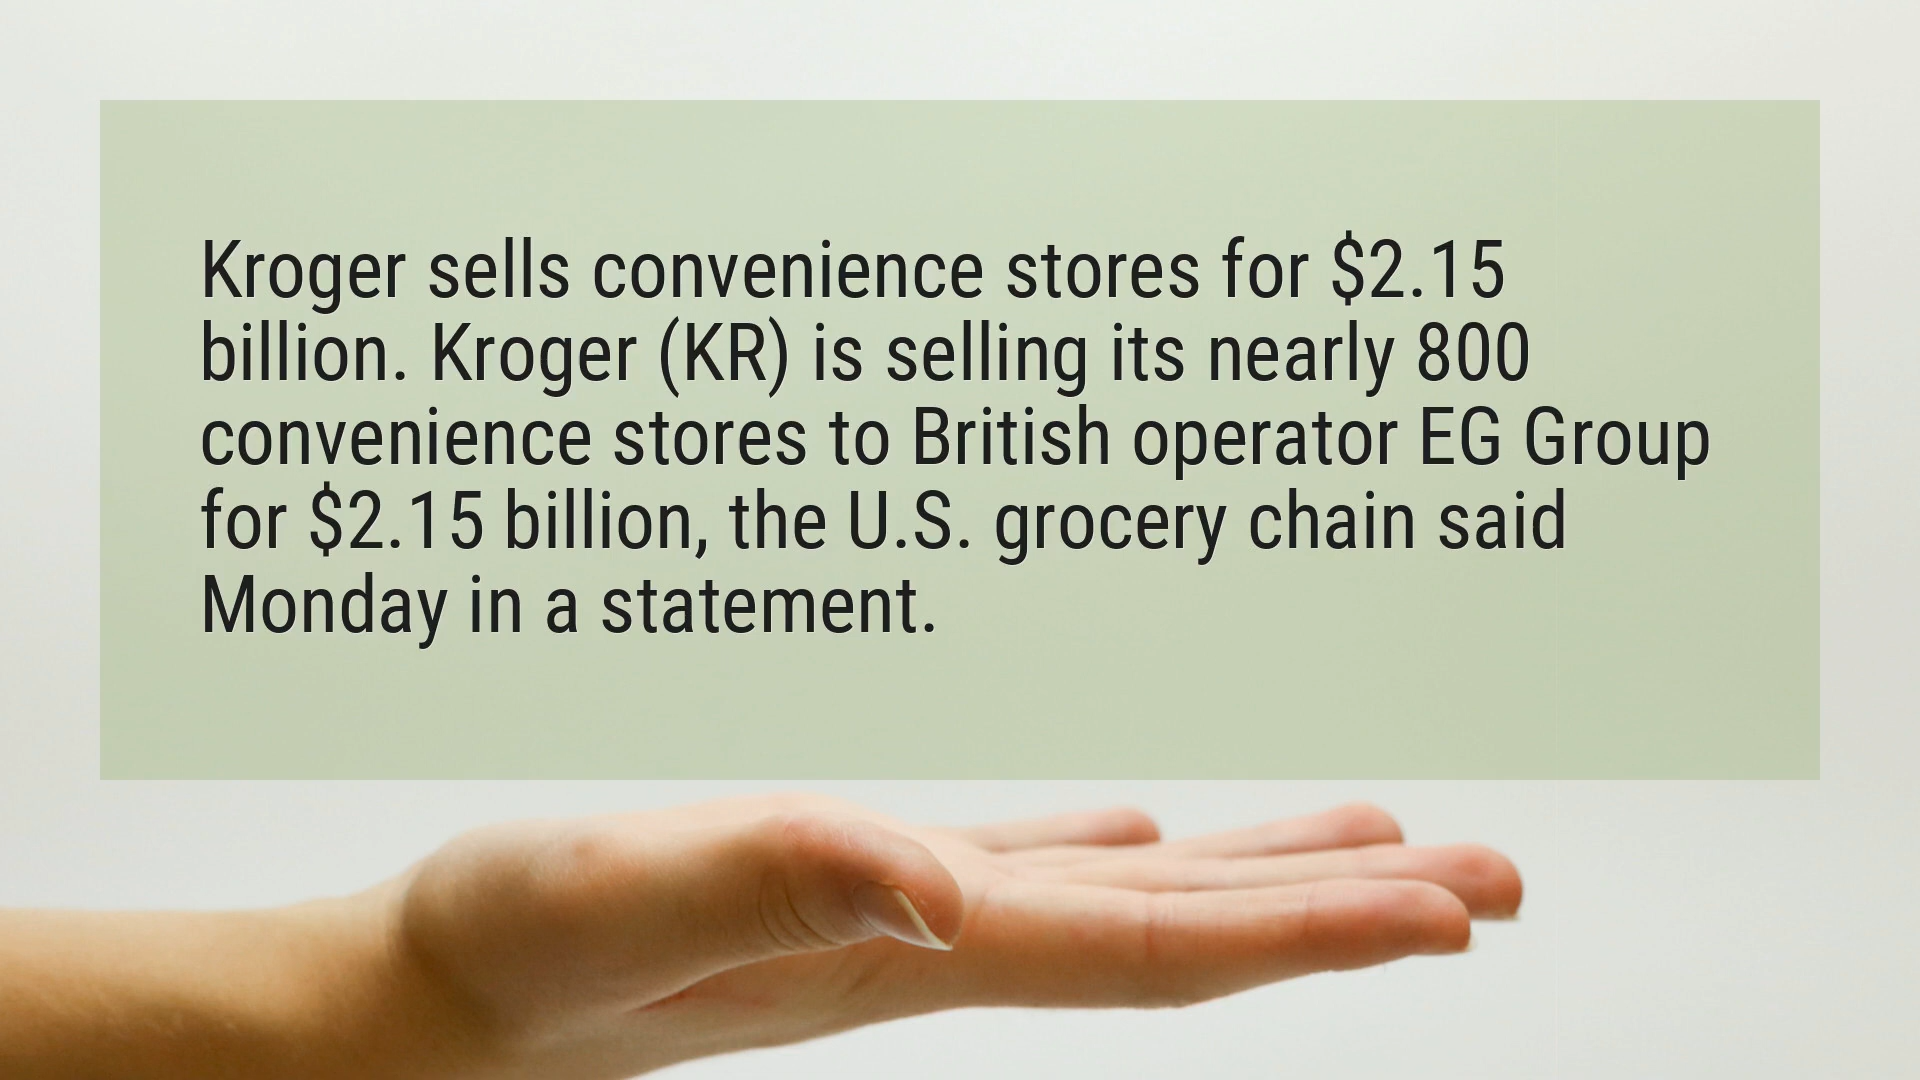 Kroger sells convenience stores for $2.15
billion. Kroger (KR) is selling its nearly 800
convenience stores to British operator EG Group
for $2.15 billion, the U.S. grocery chain said
Monday in a statement.